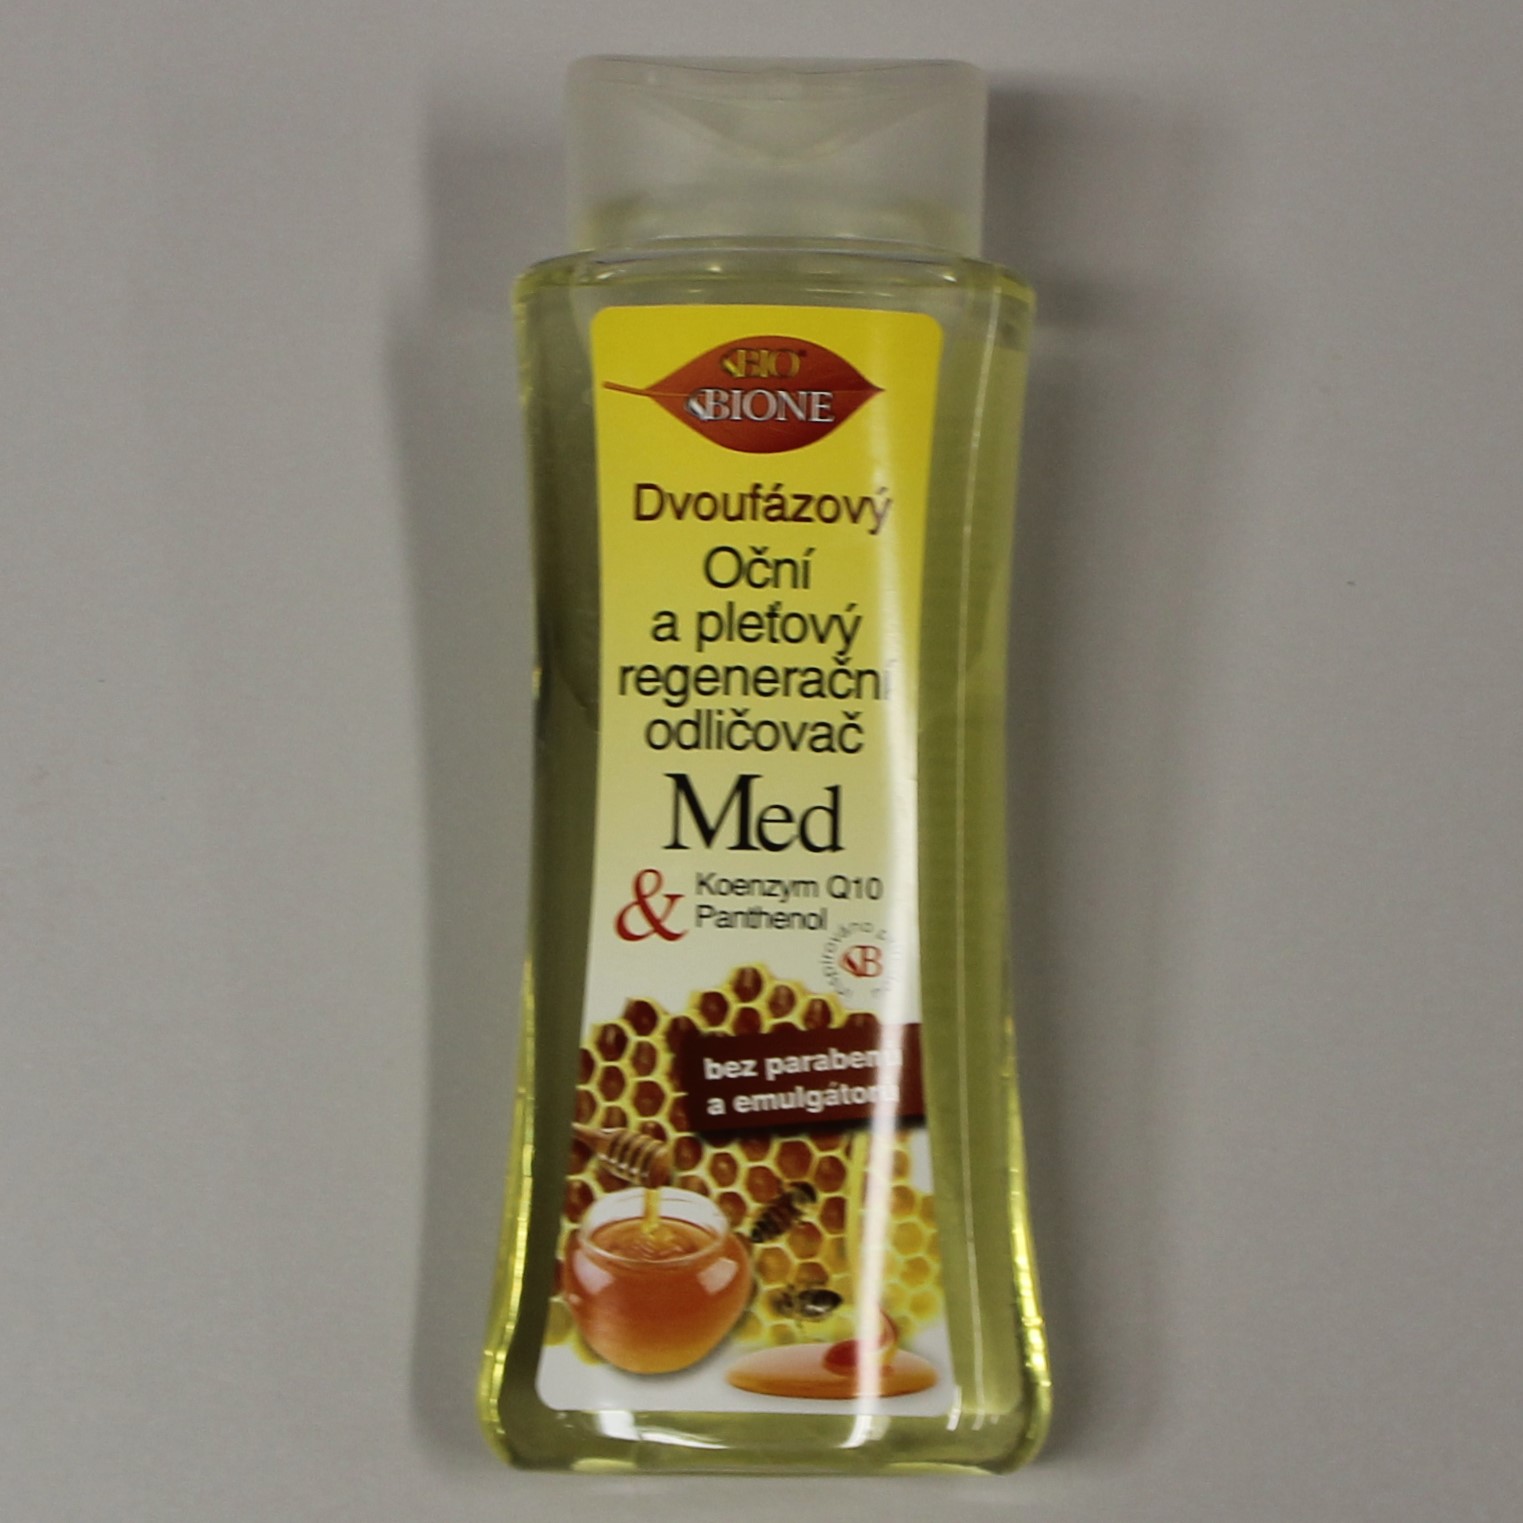 BIO
BIONE
Dvoufázový
Oční
a pleťový
regenerační
odličovač
Med
& Koenzym Q10
Panthenol
B
bez parabenů
a emulgátorů